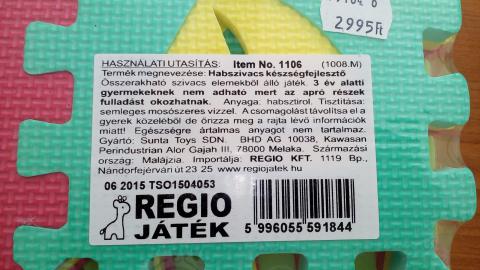 2995Ft
HASZNÁLATI UTASÍTÁS: Item No. 1106 (1008.M)
Termék megnevezése: Habszivacs készségfejlesztő
Összerakható szivacs elemekből álló játék 3 év alatti
gyermekeknek nem adható mert az apró részek
fulladást okozhatnak. Anyaga: habsztirol. Tisztítása:
semleges mosószeres vízzel. A csomagolást távolítsa el a
gyerek közeléből de őrizza meg a rajta lévő információk
miatt! Egészségre ártalmas anyagot nem tartalmaz.
Gyártó: Sunta Toys SDN. BHD AG 10038, Kawasan
Perindustrian Alor Gajah III, 78000 Melaka. Származási
ország: Malájzia. Importálja: REGIO KFT. 1119 Bp.,
Nándorfejérvári út 23 25 www.regiojatek.hu
06 2015 TSO1504053
REGIO
JÁTÉK
5 996055 591844